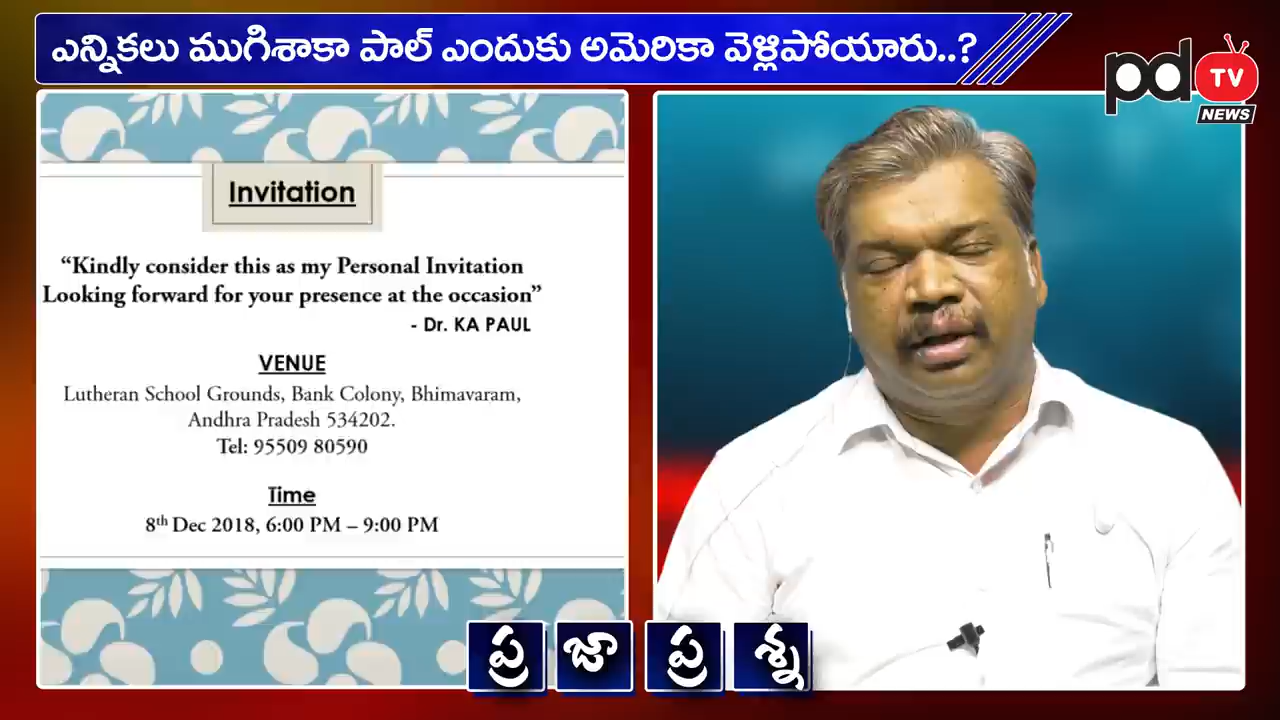 ఎన్నికలు ముగిశాకా పాల్ ఎందుకు అమెరికా వెళ్లిపోయారు..?
pd TV
NEWS
Invitation
“Kindly consider this as my Personal Invitation
Looking forward for your presence at the occasion”
- Dr. KA PAUL
VENUE
Lutheran School Grounds, Bank Colony, Bhimavaram,
Andhra Pradesh 534202.
Tel: 95509 80590
Time
8th Dec 2018, 6:00 PM – 9:00 PM
ప్రజా ప్రశ్న